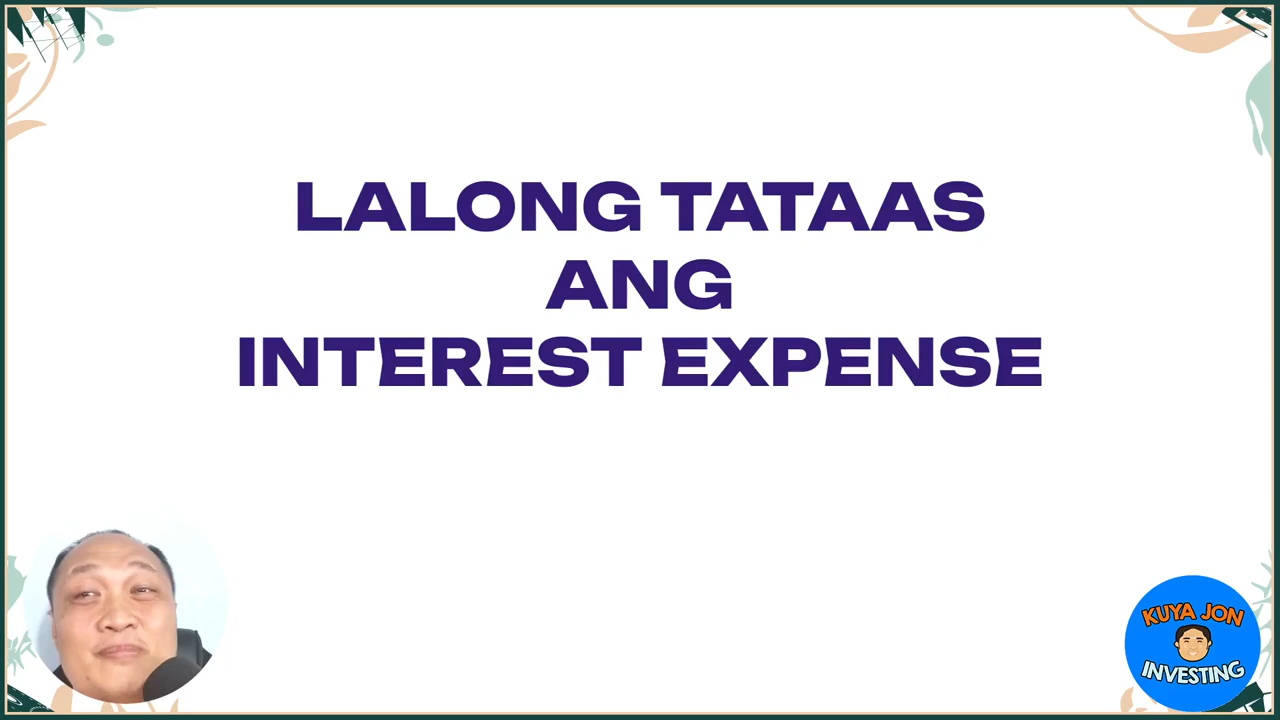 LALONG TATAAS
ANG
INTEREST EXPENSE
KUYA JON
INVESTING